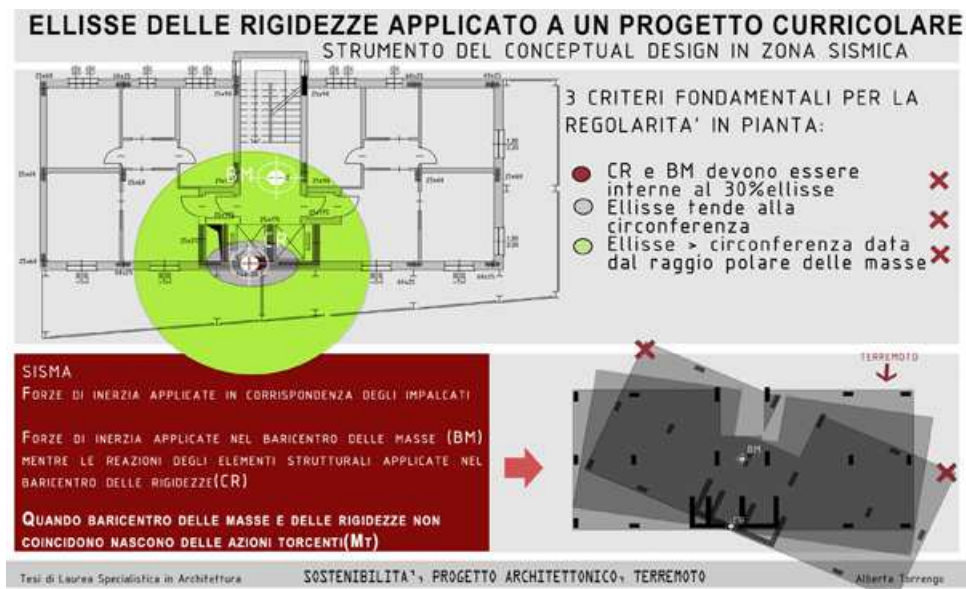 ELLISSE DELLE RIGIDEZZE APPLICATO A UN PROGETTO CURRICOLARE
STRUMENTO DEL CONCEPTUAL DESIGN IN ZONA SISMICA
3 CRITERI FONDAMENTALI PER LA
REGOLARITA' IN PIANTA:
CR e BM devono essere
interne al 30%ellisse
Ellisse tende alla
circonferenza
Ellisse > circonferenza data
dal raggio polare delle masse
BM
SISMA
FORZE DI INERZIA APPLICATE IN CORRISPONDENZA DEGLI IMPALCATI
FORZE DI INERZIA APPLICATE NEL BARICENTRO DELLE MASSE (BM)
MENTRE LE REAZIONI DEGLI ELEMENTI STRUTTURALI APPLICATE NEL
BARICENTRO DELLE RIGIDEZZE(CR)
QUANDO BARICENTRO DELLE MASSE E DELLE RIGIDEZZE NON
COINCIDONO NASCONO DELLE AZIONI TORCENTI(MT)
TERREMOTO
BM
Tesi di Laurea Specialistica in Architettura
SOSTENIBILITA', PROGETTO ARCHITETTONICO, TERREMOTO
Alberta Torrengo